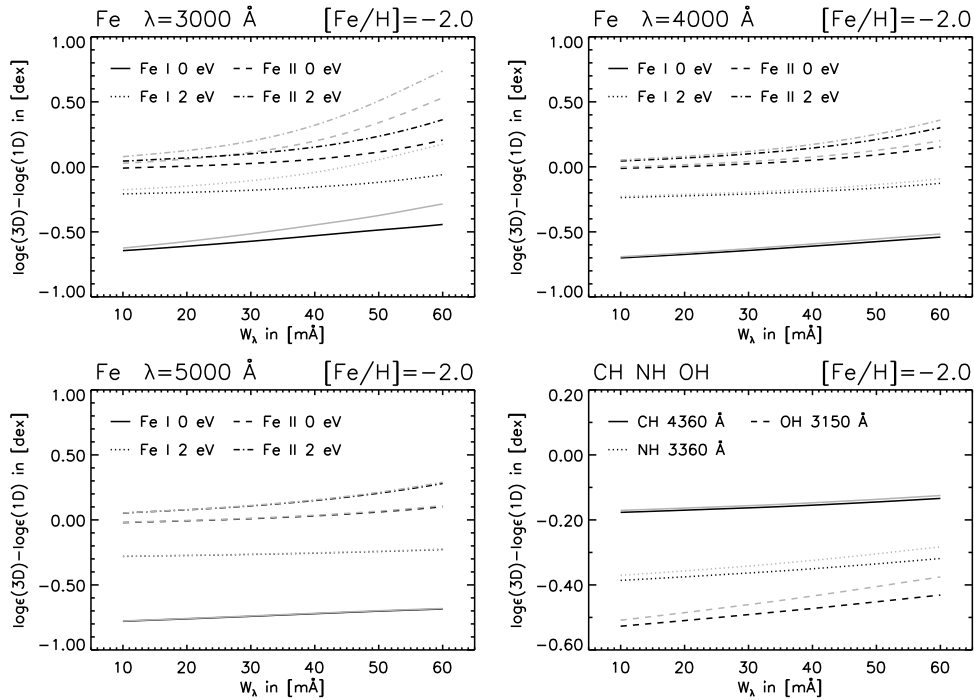 Fe λ=3000 Å [Fe/H]=−2.0
logε(3D)−logε(1D) in [dex]
1.00
0.50
0.00
−0.50
−1.00
Fe I 0 eV Fe II 0 eV
Fe I 2 eV Fe II 2 eV
10 20 30 40 50 60
Wλ in [mÅ]
Fe λ=4000 Å [Fe/H]=−2.0
logε(3D)−logε(1D) in [dex]
1.00
0.50
0.00
−0.50
−1.00
Fe I 0 eV Fe II 0 eV
Fe I 2 eV Fe II 2 eV
10 20 30 40 50 60
Wλ in [mÅ]
Fe λ=5000 Å [Fe/H]=−2.0
logε(3D)−logε(1D) in [dex]
1.00
0.50
0.00
−0.50
−1.00
Fe I 0 eV Fe II 0 eV
Fe I 2 eV Fe II 2 eV
10 20 30 40 50 60
Wλ in [mÅ]
CH NH OH [Fe/H]=−2.0
logε(3D)−logε(1D) in [dex]
0.20
0.00
−0.20
−0.40
−0.60
CH 4360 Å OH 3150 Å
NH 3360 Å
10 20 30 40 50 60
Wλ in [mÅ]